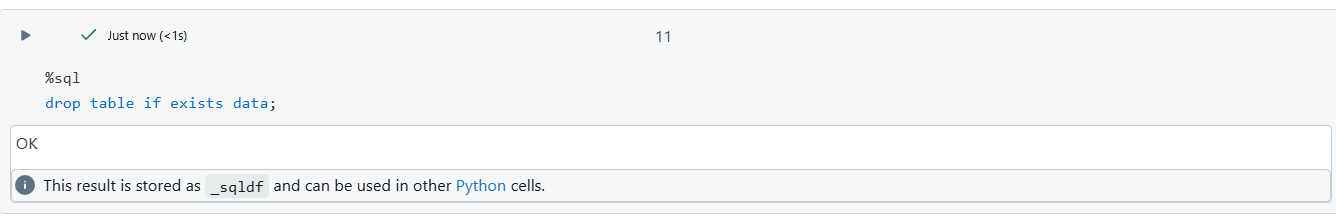 Just now (<1s)
11
%sql
drop table if exists data;
OK
This result is stored as _sqldf and can be used in other Python cells.